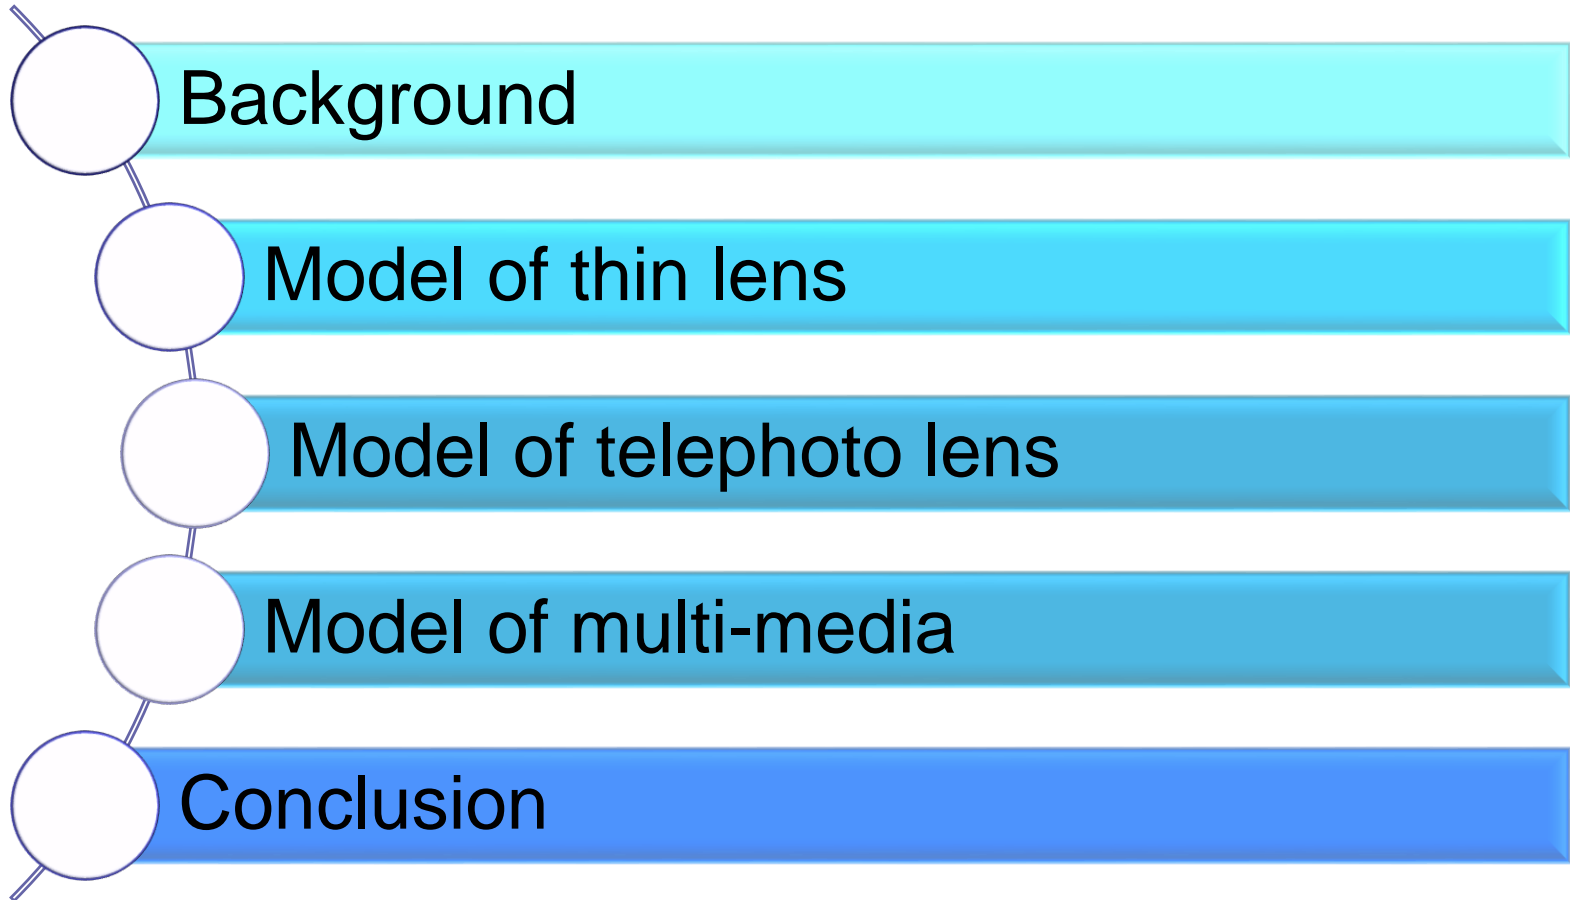 Background
Model of thin lens
Model of telephoto lens
Model of multi-media
Conclusion